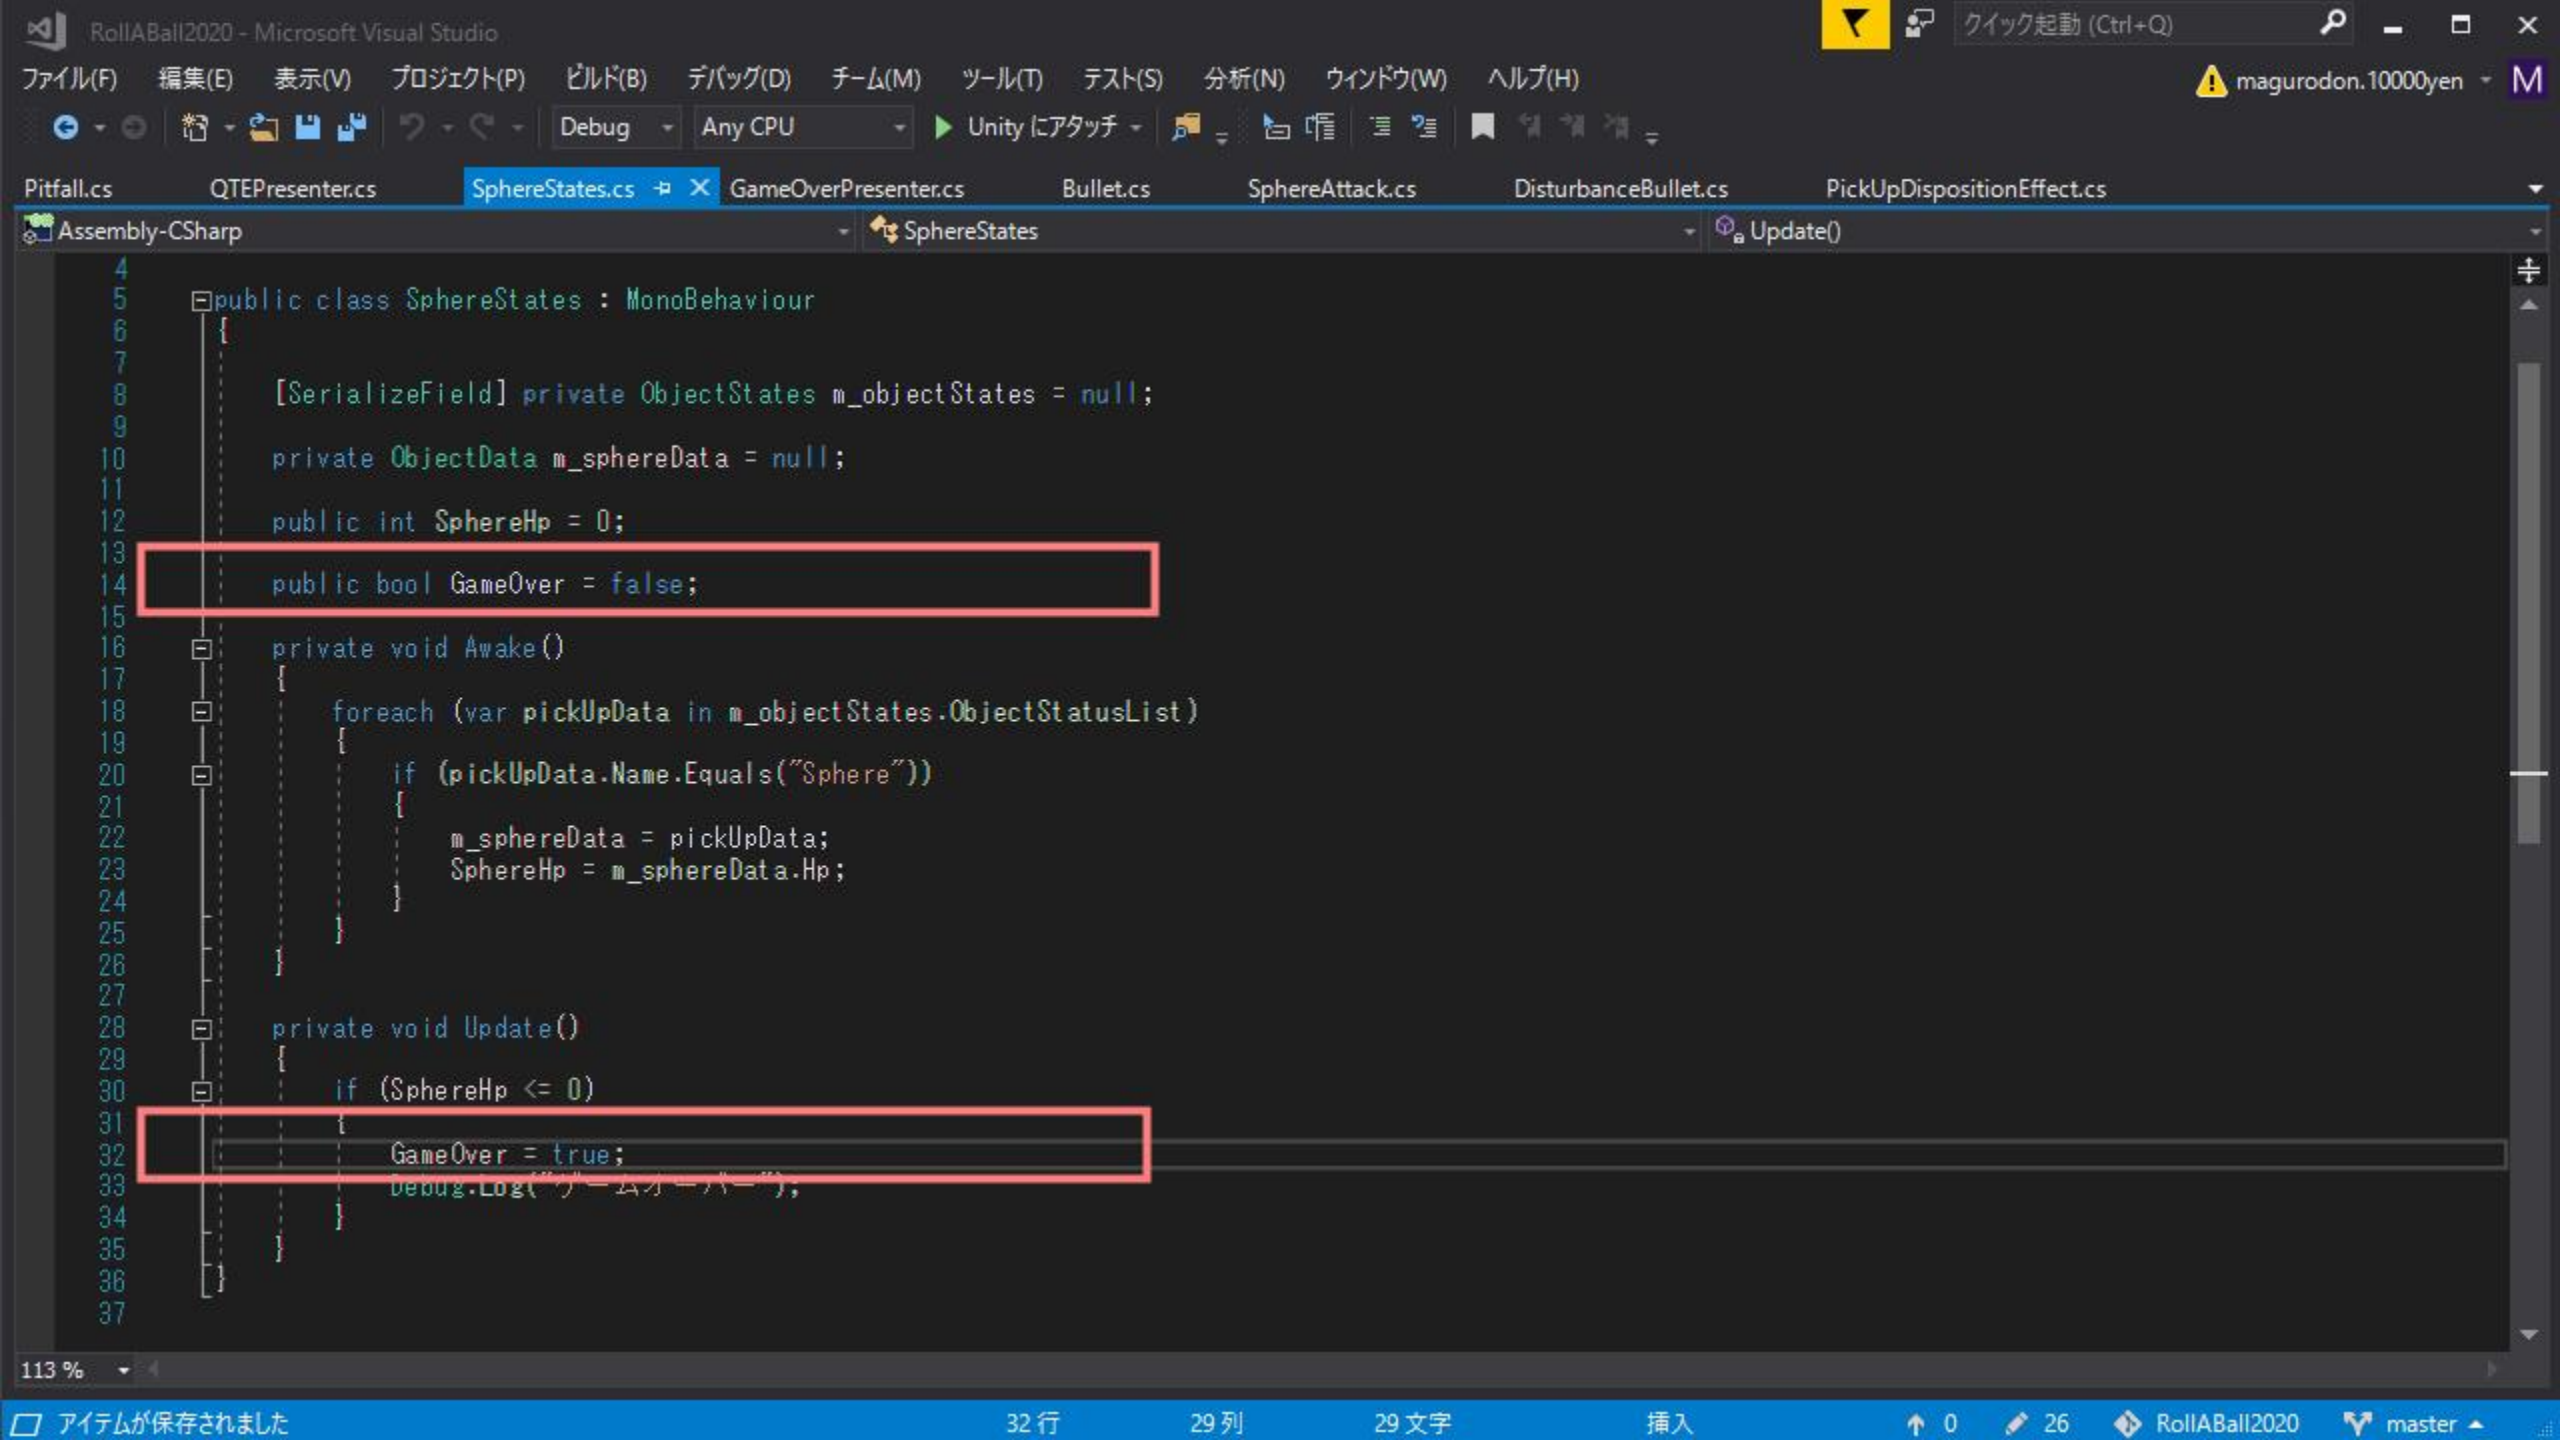 RollABall2020 - Microsoft Visual Studio
クイック起動 (Ctrl+Q)
ファイル(F) 編集(E) 表示(V) プロジェクト(P) ビルド(B) デバッグ(D) チーム(M) ツール(T) テスト(S) 分析(N) ウィンドウ(W) ヘルプ(H)
magurodon.10000yen M
Debug Any CPU Unity にアタッチ
Pitfall.cs QTEPresenter.cs SphereStates.cs GameOverPresenter.cs Bullet.cs SphereAttack.cs DisturbanceBullet.cs PickUpDispositionEffect.cs
Assembly-CSharp SphereStates Update()
4
5 public class SphereStates : MonoBehaviour
6 {
7
8 [SerializeField] private ObjectStates m_objectStates = null;
9
10 private ObjectData m_sphereData = null;
11
12 public int SphereHp = 0;
13
14 public bool GameOver = false;
15
16 private void Awake()
17 {
18 foreach (var pickUpData in m_objectStates.ObjectStatusList)
19 {
20 if (pickUpData.Name.Equals("Sphere"))
21 {
22 m_sphereData = pickUpData;
23 SphereHp = m_sphereData.Hp;
24 }
25 }
26 }
27
28 private void Update()
29 {
30 if (SphereHp <= 0)
31 {
32 GameOver = true;
33 Debug.Log("ゲームオーバー");
34 }
35 }
36 }
37
113 %
アイテムが保存されました 32 行 29 列 29 文字 挿入 0 26 RollABall2020 master